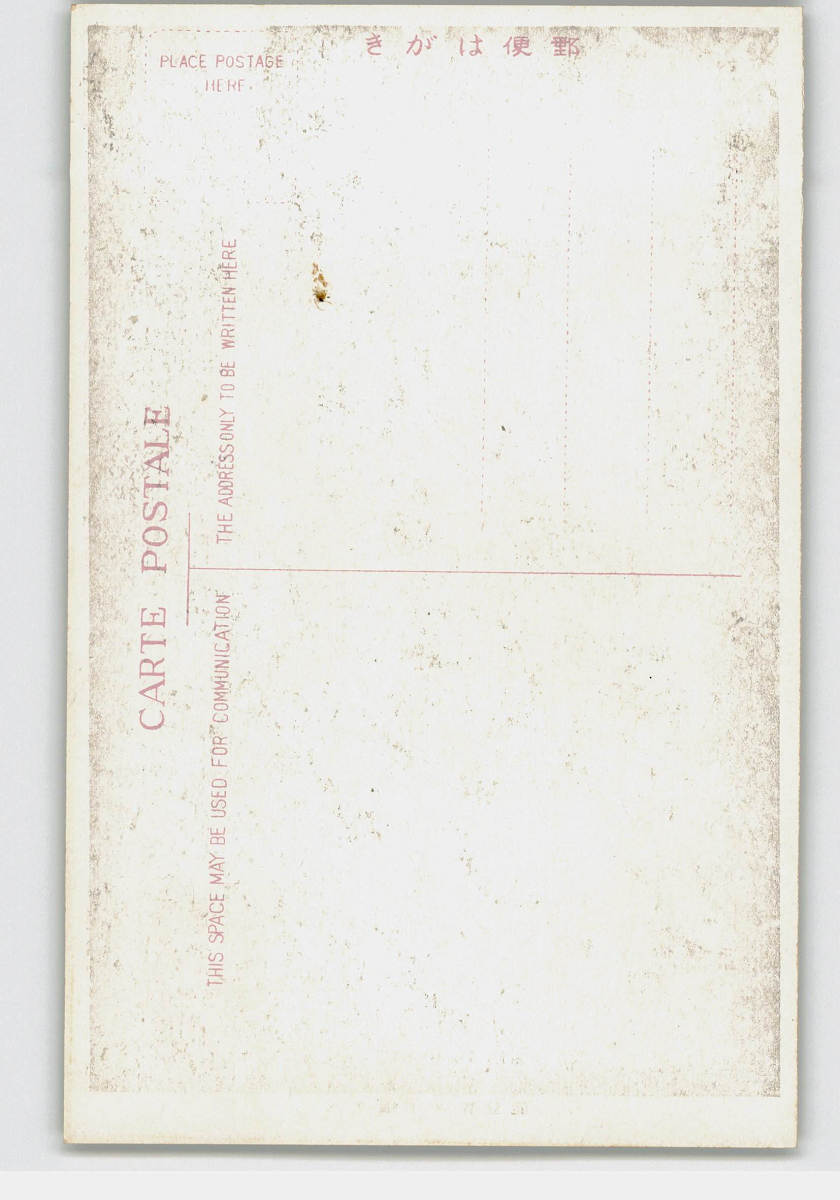 きがは便郵
PLACE POSTAGE
HERE
CARTE POSTALE
THE ADDRESS ONLY TO BE WRITTEN HERE
THIS SPACE MAY BE USED FOR COMMUNICATION